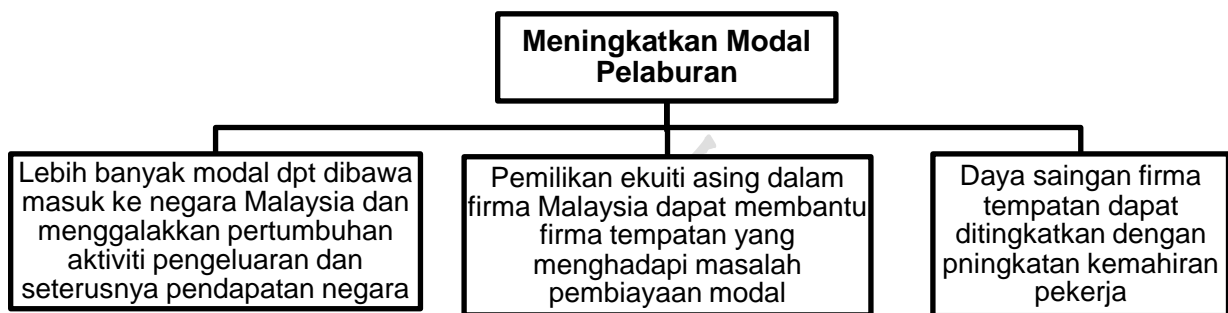 Meningkatkan Modal
Pelaburan
Lebih banyak modal dpt dibawa
masuk ke negara Malaysia dan
menggalakkan pertumbuhan
aktiviti pengeluaran dan
seterusnya pendapatan negara
Pemilikan ekuiti asing dalam
firma Malaysia dapat membantu
firma tempatan yang
menghadapi masalah
pembiayaan modal
Daya saingan firma
tempatan dapat
ditingkatkan dengan
pningkatan kemahiran
pekerja